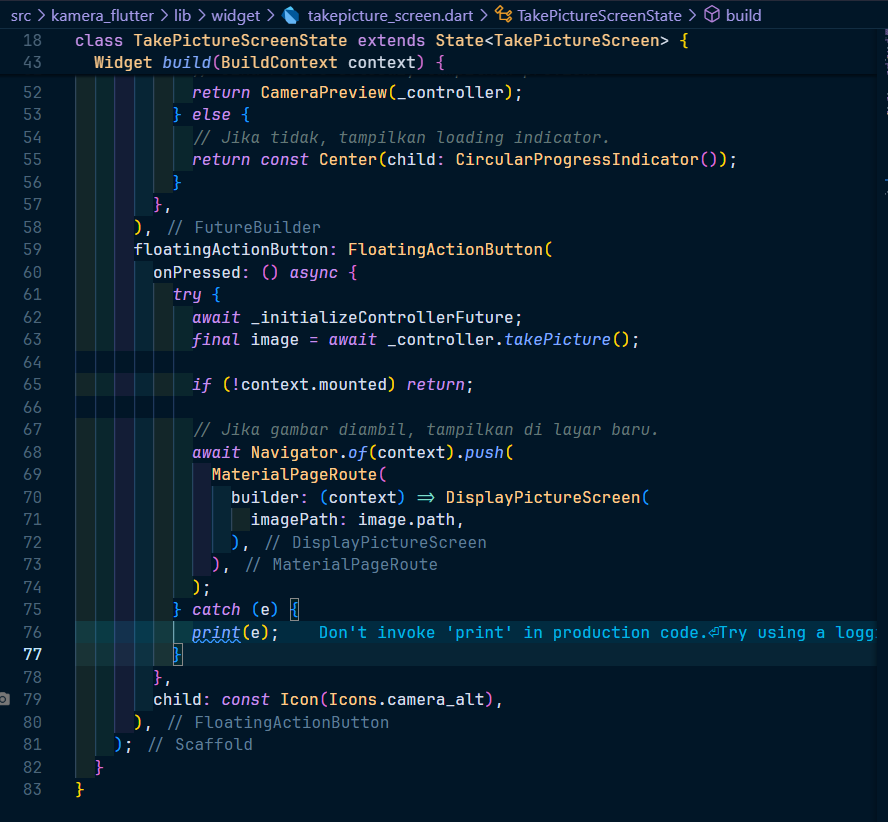 src > kamera_flutter > lib > widget > takepicture_screen.dart > TakePictureScreenState > build
18 class TakePictureScreenState extends State<TakePictureScreen> {
43 Widget build(BuildContext context) {
52 return CameraPreview(_controller);
53 } else {
54 // Jika tidak, tampilkan loading indicator.
55 return const Center(child: CircularProgressIndicator());
56 }
57 },
58 ), // FutureBuilder
59 floatingActionButton: FloatingActionButton(
60 onPressed: () async {
61 try {
62 await _initializeControllerFuture;
63 final image = await _controller.takePicture();
64
65 if (!context.mounted) return;
66
67 // Jika gambar diambil, tampilkan di layar baru.
68 await Navigator.of(context).push(
69 MaterialPageRoute(
70 builder: (context) => DisplayPictureScreen(
71 imagePath: image.path,
72 ), // DisplayPictureScreen
73 ), // MaterialPageRoute
74 );
75 } catch (e) {
76 print(e); Don't invoke 'print' in production code.⏎Try using a logg
77 }
78 },
79 child: const Icon(Icons.camera_alt),
80 ), // FloatingActionButton
81 ); // Scaffold
82 }
83 }